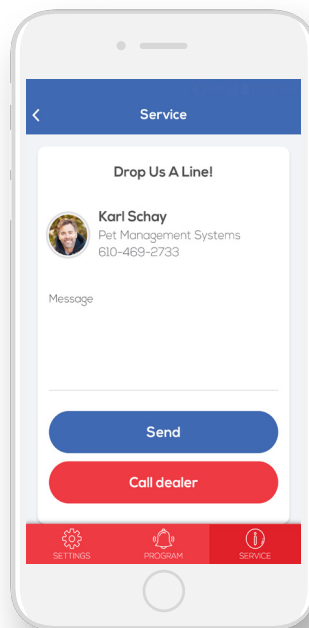 Service
Drop Us A Line!
Karl Schay
Pet Management Systems
610-469-2733
Message
Send
Call dealer
SETTINGS
PROGRAM
SERVICE